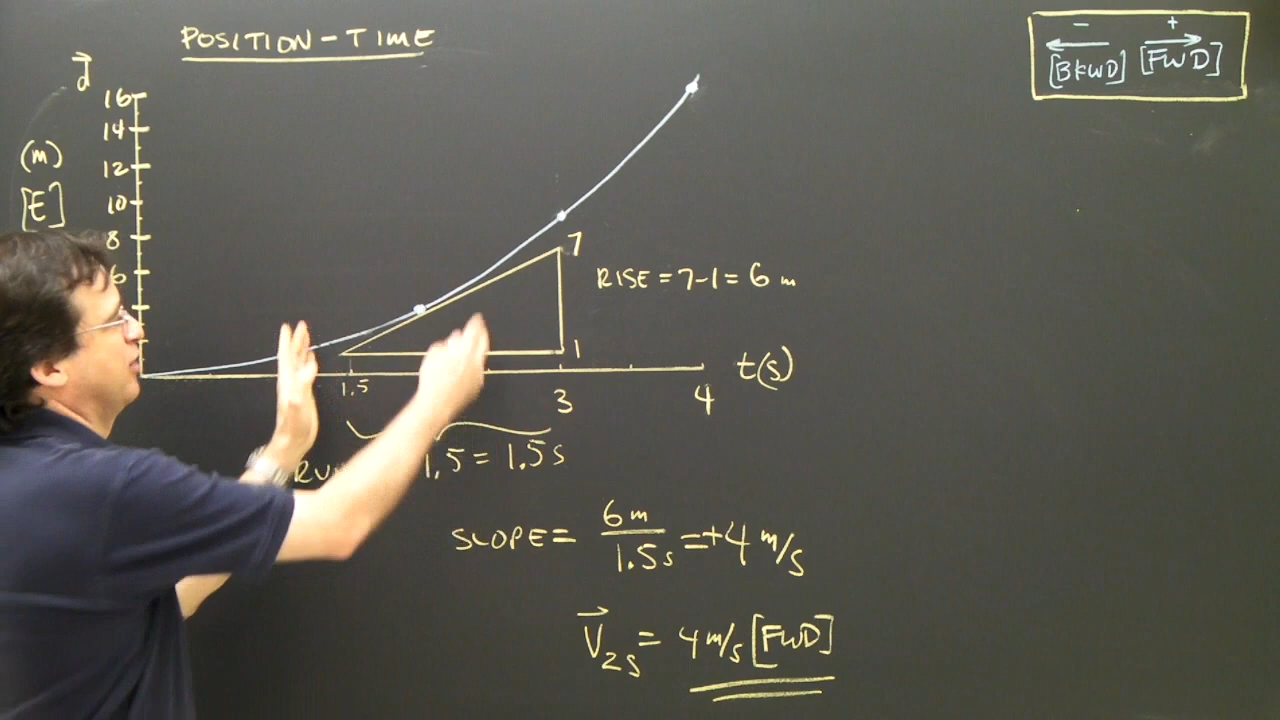 POSITION-TIME
d
(m)
[E]
16
14
12
10
8
6
- +
[BKWD] [FWD]
7
RISE = 7-1 = 6 m
1
1.5 3 4 t(s)
1.5 = 1.5 s
SLOPE = 6 m / 1.5 s = +4 m/s
V2s = 4 m/s [FWD]